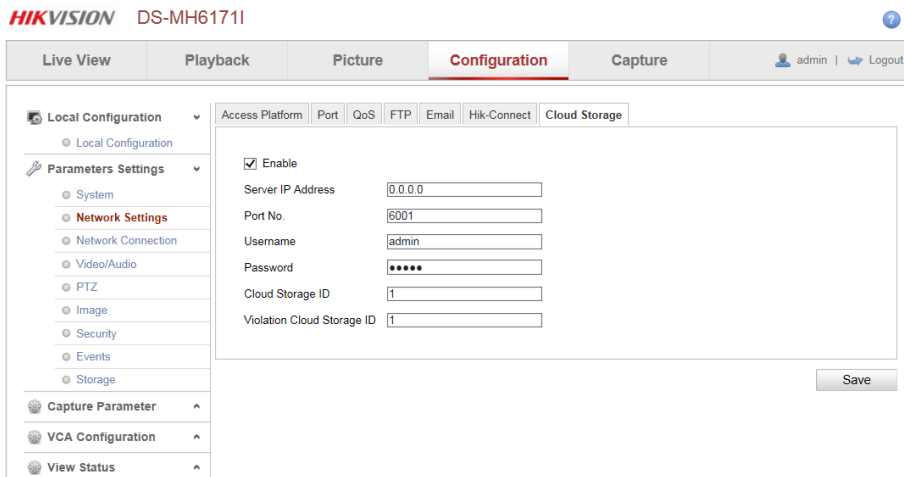 HIKVISION DS-MH6171I
?
Live View Playback Picture Configuration Capture admin | Logout
Local Configuration
Local Configuration
Parameters Settings
System
Network Settings
Network Connection
Video/Audio
PTZ
Image
Security
Events
Storage
Capture Parameter
VCA Configuration
View Status
Access Platform Port QoS FTP Email Hik-Connect Cloud Storage
Enable
Server IP Address 0.0.0.0
Port No. 6001
Username admin
Password •••••
Cloud Storage ID 1
Violation Cloud Storage ID 1
Save